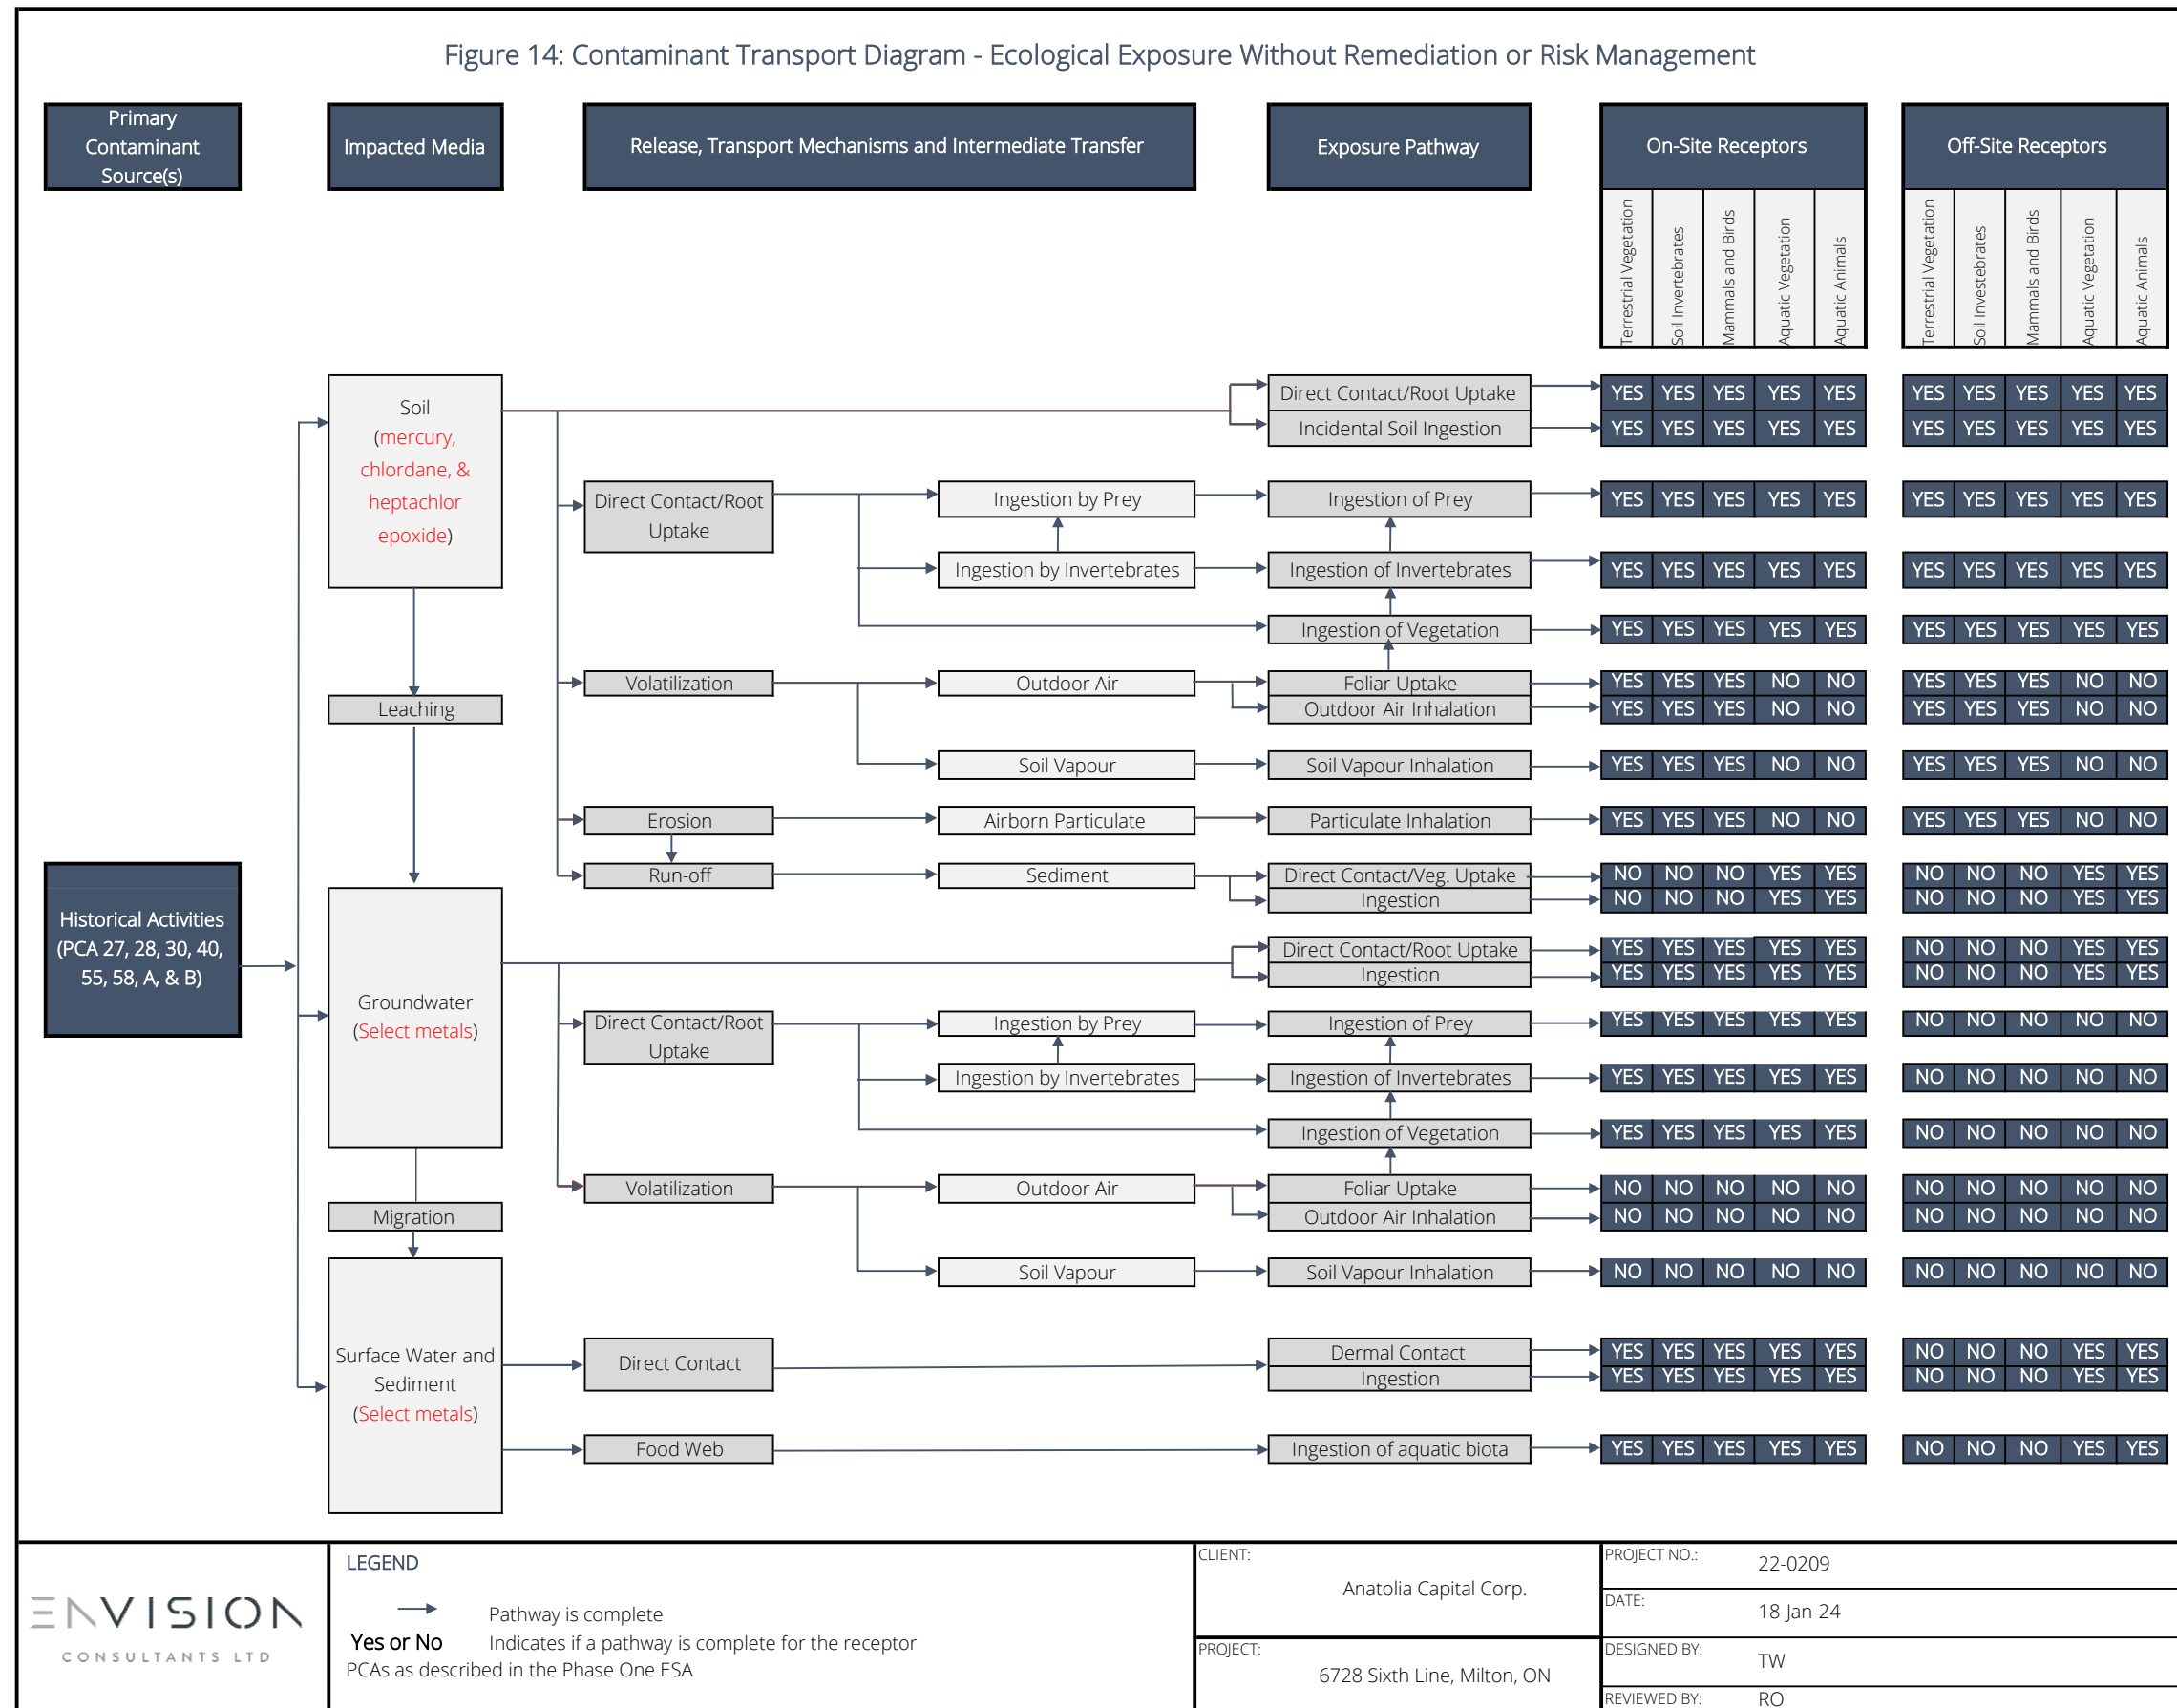 Figure 14: Contaminant Transport Diagram - Ecological Exposure Without Remediation or Risk Management
Primary
Contaminant
Source(s)
Impacted Media
Release, Transport Mechanisms and Intermediate Transfer
Exposure Pathway
On-Site Receptors
Off-Site Receptors
Terrestrial Vegetation
Soil Invertebrates
Mammals and Birds
Aquatic Vegetation
Aquatic Animals
Terrestrial Vegetation
Soil Investebrates
Mammals and Birds
Aquatic Vegetation
Aquatic Animals
Soil
(mercury,
chlordane, &
heptachlor
epoxide)
Direct Contact/Root Uptake YES YES YES YES YES YES YES YES YES YES
Incidental Soil Ingestion YES YES YES YES YES YES YES YES YES YES
Direct Contact/Root
Uptake
Ingestion by Prey Ingestion of Prey YES YES YES YES YES YES YES YES YES YES
Ingestion by Invertebrates Ingestion of Invertebrates YES YES YES YES YES YES YES YES YES YES
Ingestion of Vegetation YES YES YES YES YES YES YES YES YES YES
Leaching
Volatilization Outdoor Air Foliar Uptake YES YES YES NO NO YES YES YES NO NO
Outdoor Air Inhalation YES YES YES NO NO YES YES YES NO NO
Soil Vapour Soil Vapour Inhalation YES YES YES NO NO YES YES YES NO NO
Erosion Airborn Particulate Particulate Inhalation YES YES YES NO NO YES YES YES NO NO
Run-off Sediment Direct Contact/Veg. Uptake NO NO NO YES YES NO NO NO YES YES
Ingestion NO NO NO YES YES NO NO NO YES YES
Historical Activities
(PCA 27, 28, 30, 40,
55, 58, A, & B)
Groundwater
(Select metals)
Direct Contact/Root Uptake YES YES YES YES YES NO NO NO YES YES
Ingestion YES YES YES YES YES NO NO NO YES YES
Direct Contact/Root
Uptake
Ingestion by Prey Ingestion of Prey YES YES YES YES YES NO NO NO NO NO
Ingestion by Invertebrates Ingestion of Invertebrates YES YES YES YES YES NO NO NO NO NO
Ingestion of Vegetation YES YES YES YES YES NO NO NO NO NO
Migration
Volatilization Outdoor Air Foliar Uptake NO NO NO NO NO NO NO NO NO NO
Outdoor Air Inhalation NO NO NO NO NO NO NO NO NO NO
Soil Vapour Soil Vapour Inhalation NO NO NO NO NO NO NO NO NO NO
Surface Water and
Sediment
(Select metals)
Direct Contact
Dermal Contact YES YES YES YES YES NO NO NO YES YES
Ingestion YES YES YES YES YES NO NO NO YES YES
Food Web Ingestion of aquatic biota YES YES YES YES YES NO NO NO YES YES
ENVISION
CONSULTANTS LTD
LEGEND
Pathway is complete
Yes or No Indicates if a pathway is complete for the receptor
PCAs as described in the Phase One ESA
CLIENT:
Anatolia Capital Corp.
PROJECT:
6728 Sixth Line, Milton, ON
PROJECT NO.: 22-0209
DATE: 18-Jan-24
DESIGNED BY: TW
REVIEWED BY: RO